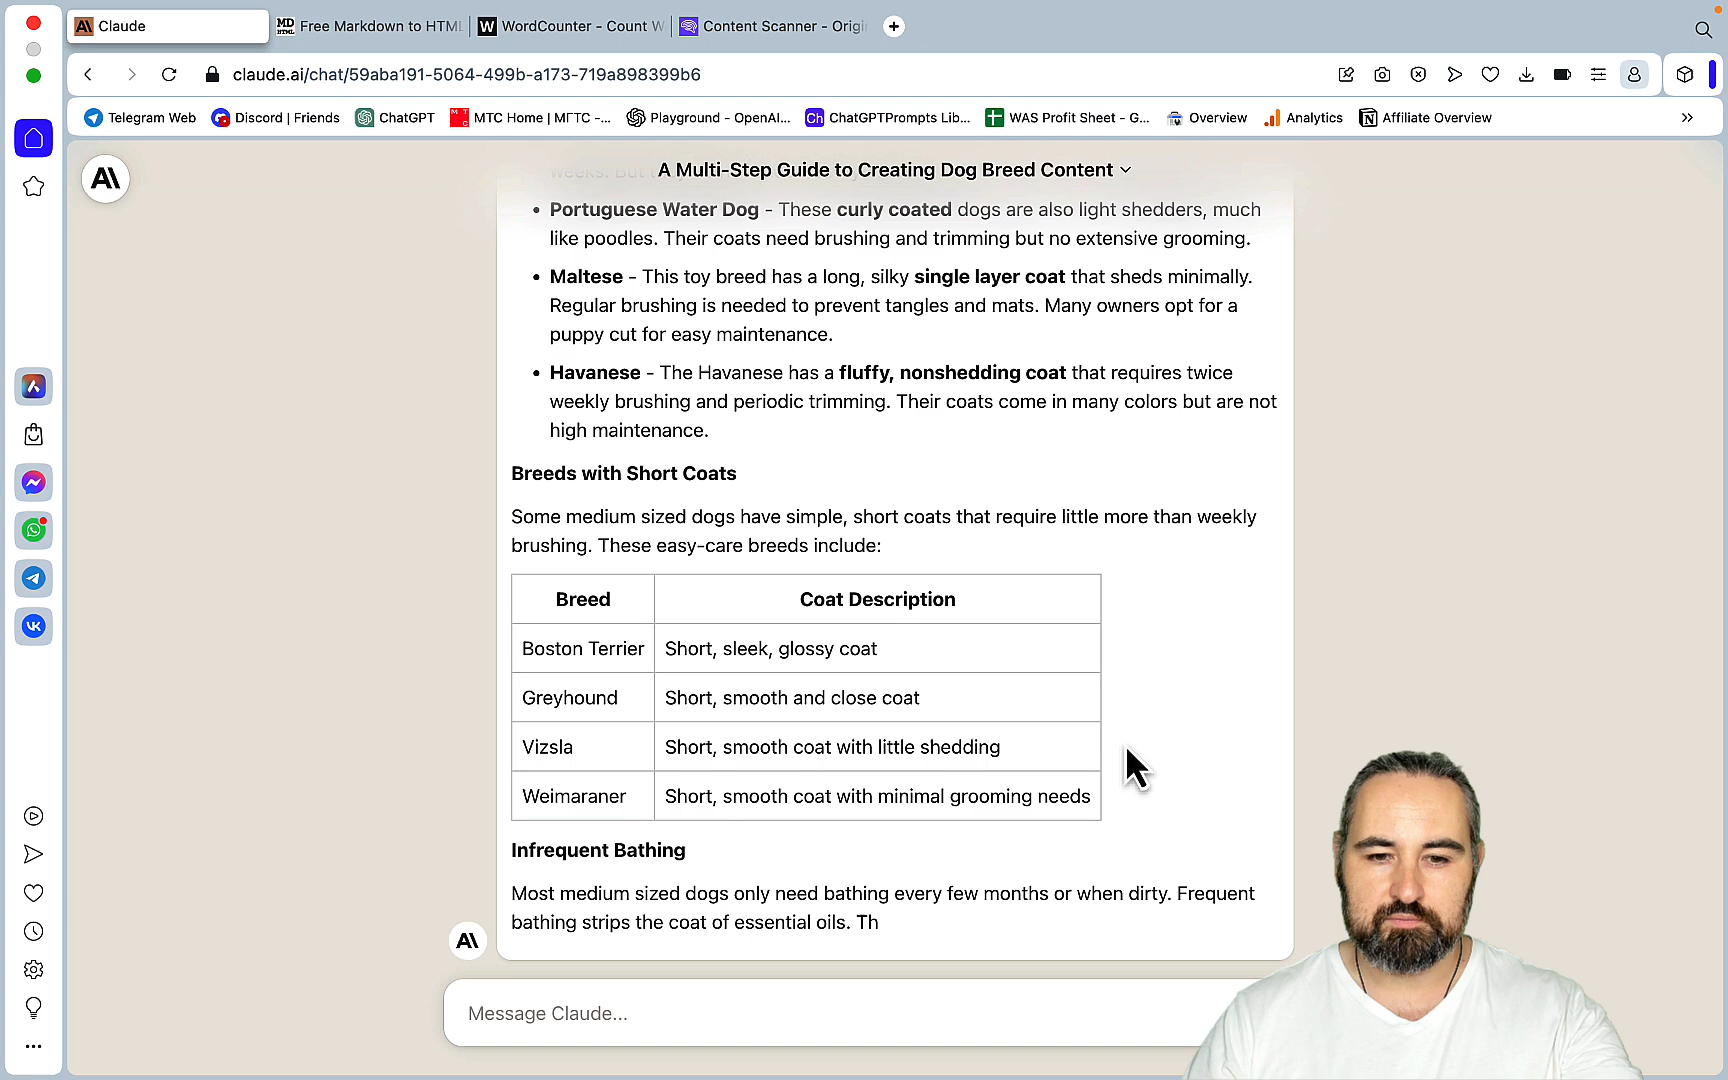 Claude
MD HTML Free Markdown to HTML
W WordCounter - Count W
Content Scanner - Origi
claude.ai/chat/59aba191-5064-499b-a173-719a898399b6
Telegram Web
Discord | Friends
ChatGPT
МТС МТС Home | МГТС -...
Playground - OpenAI...
Ch ChatGPTPrompts Lib...
WAS Profit Sheet - G...
Overview
Analytics
Affiliate Overview
A Multi-Step Guide to Creating Dog Breed Content
weeks. But
• Portuguese Water Dog - These curly coated dogs are also light shedders, much
like poodles. Their coats need brushing and trimming but no extensive grooming.
• Maltese - This toy breed has a long, silky single layer coat that sheds minimally.
Regular brushing is needed to prevent tangles and mats. Many owners opt for a
puppy cut for easy maintenance.
• Havanese - The Havanese has a fluffy, nonshedding coat that requires twice
weekly brushing and periodic trimming. Their coats come in many colors but are not
high maintenance.
Breeds with Short Coats
Some medium sized dogs have simple, short coats that require little more than weekly
brushing. These easy-care breeds include:
Breed Coat Description
Boston Terrier Short, sleek, glossy coat
Greyhound Short, smooth and close coat
Vizsla Short, smooth coat with little shedding
Weimaraner Short, smooth coat with minimal grooming needs
Infrequent Bathing
Most medium sized dogs only need bathing every few months or when dirty. Frequent
bathing strips the coat of essential oils. Th
Message Claude...